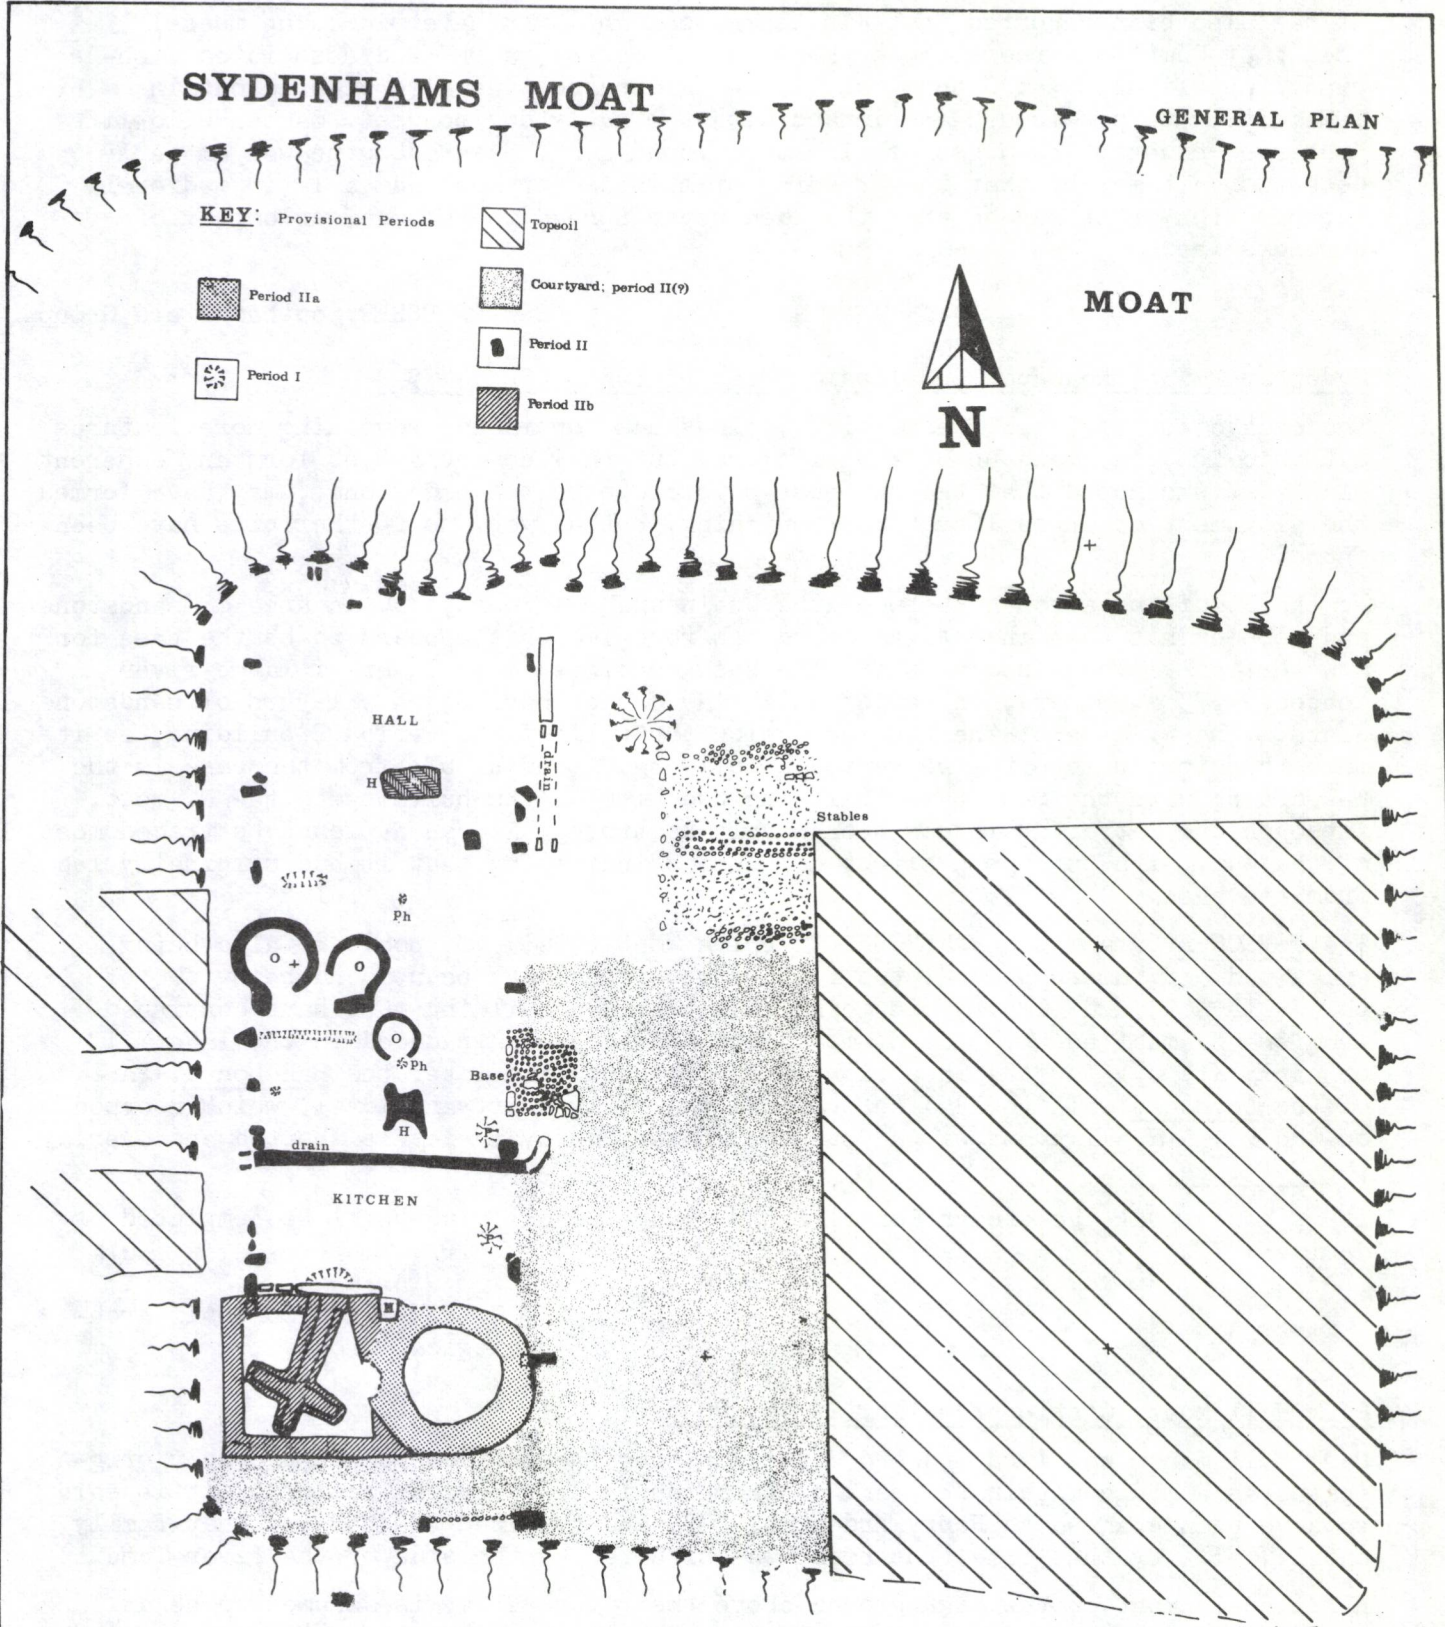 SYDENHAMS MOAT
GENERAL PLAN
KEY: Provisional Periods
Period IIa
Period I
Topsoil
Courtyard; period II(?)
Period II
Period IIb
MOAT
N
HALL
H
drain
Stables
Ph
O
O
O
Ph
Base
H
drain
KITCHEN
H